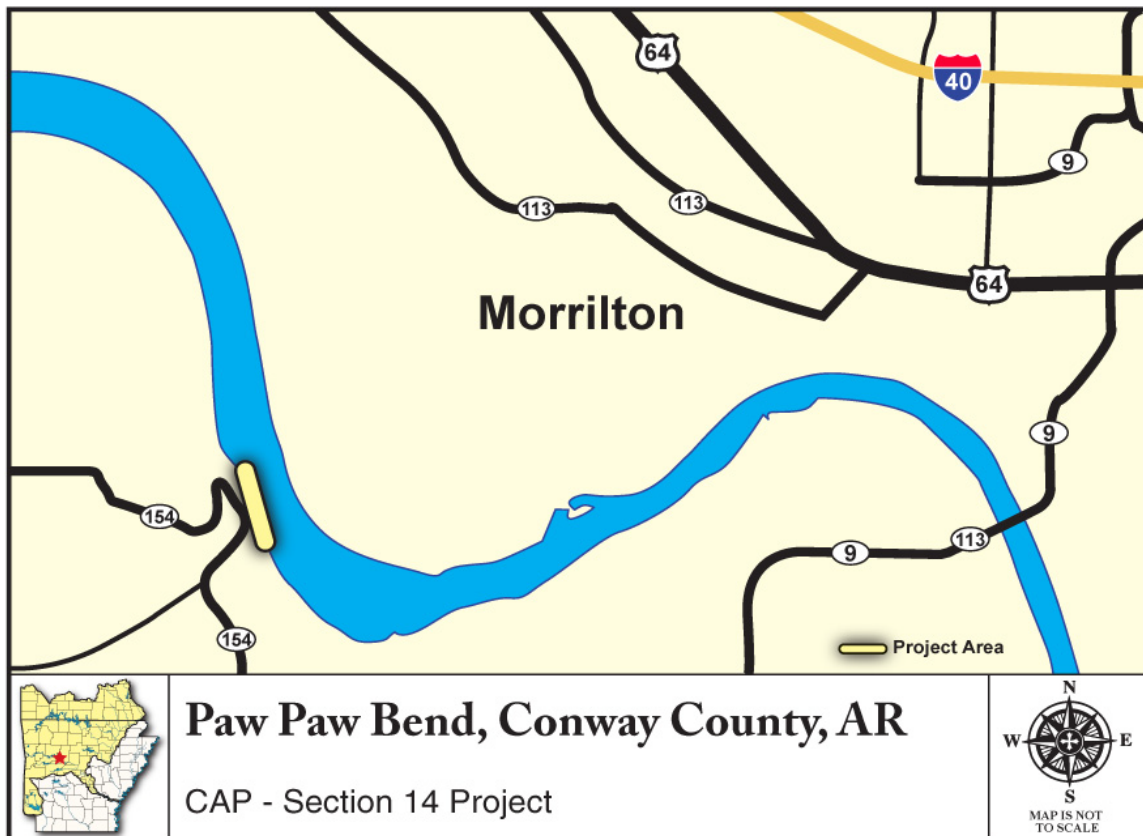 64
40
9
113
113
64
Morrilton
9
154
113
9
154
Project Area
Paw Paw Bend, Conway County, AR
CAP - Section 14 Project
N
W
E
S
MAP IS NOT
TO SCALE